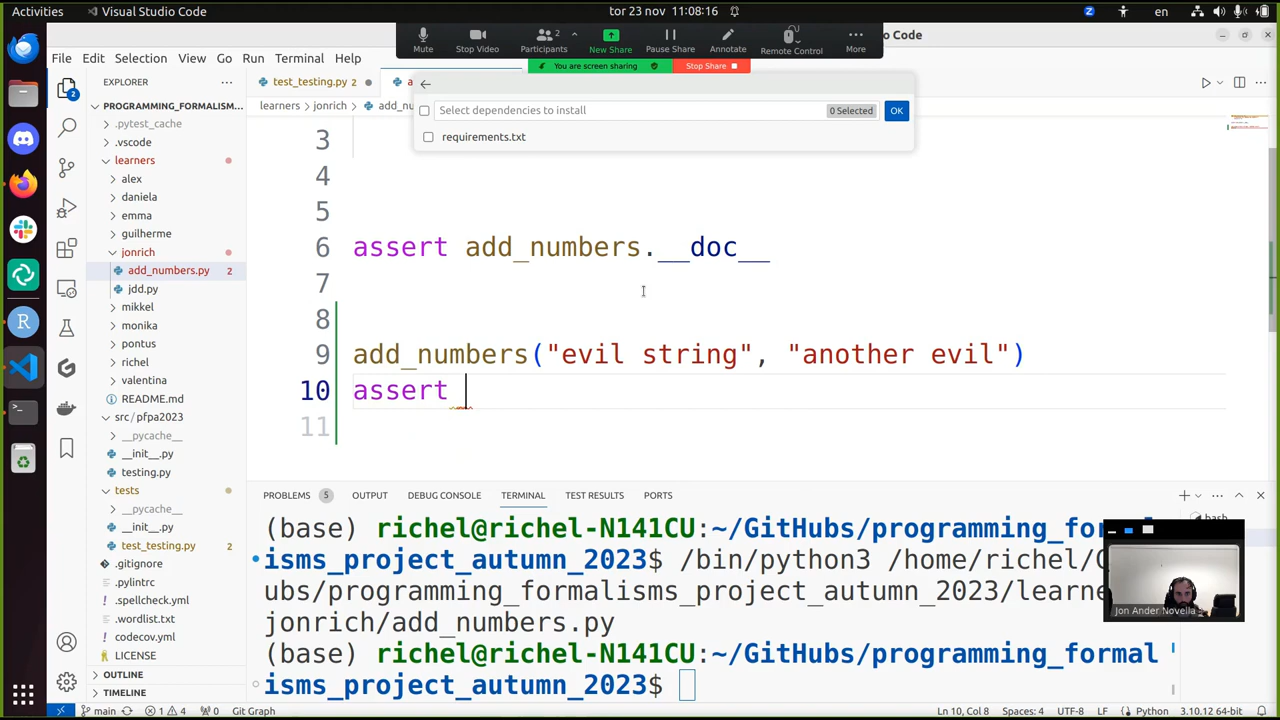 Activities
Visual Studio Code
tor 23 nov 11:08:16
en
File Edit Selection View Go Run Terminal Help
Mute
Stop Video
Participants 2
New Share
Pause Share
Annotate
Remote Control
More
You are screen sharing
Stop Share
EXPLORER
PROGRAMMING_FORMALISM...
.pytest_cache
.vscode
learners
alex
daniela
emma
guilherme
jonrich
add_numbers.py 2
jdd.py
mikkel
monika
pontus
richel
valentina
README.md
src/pfpa2023
__pycache__
__init__.py
testing.py
tests
__pycache__
__init__.py
test_testing.py 2
.gitignore
.pylintrc
.spellcheck.yml
.wordlist.txt
codecov.yml
LICENSE
OUTLINE
TIMELINE
test_testing.py 2
learners jonrich
Select dependencies to install
0 Selected
OK
requirements.txt
3
4
5
6 assert add_numbers.__doc__
7
8
9 add_numbers("evil string", "another evil")
10 assert
11
PROBLEMS 5 OUTPUT DEBUG CONSOLE TERMINAL TEST RESULTS PORTS
(base) richel@richel-N141CU:~/GitHubs/programming_formal
isms_project_autumn_2023$ /bin/python3 /home/richel/
ubs/programming_formalisms_project_autumn_2023/learne
jonrich/add_numbers.py
(base) richel@richel-N141CU:~/GitHubs/programming_formal
isms_project_autumn_2023$
Jon Ander Novella
main
1 4
0
Git Graph
Ln 10, Col 8
Spaces: 4
UTF-8
LF
Python
3.10.12 64-bit